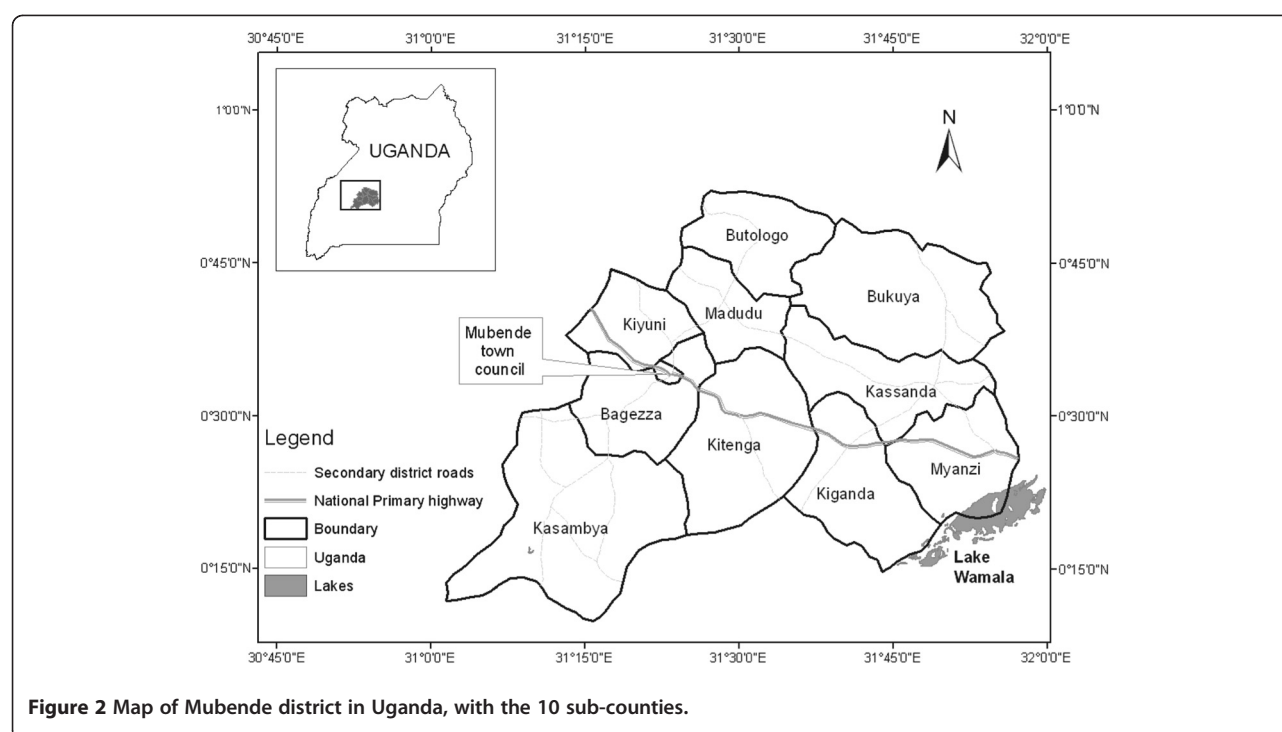 30°45'0"E
31°0'0"E
31°15'0"E
31°30'0"E
31°45'0"E
32°0'0"E
1°0'0"N
1°0'0"N
UGANDA
N
Butologo
0°45'0"N
0°45'0"N
Bukuya
Madudu
Kiyuni
Mubende
town
council
Kassanda
0°30'0"N
0°30'0"N
Bagezza
Kitenga
Myanzi
Kiganda
Kasambya
Legend
Secondary district roads
National Primary highway
Boundary
Uganda
Lakes
Lake
Wamala
0°15'0"N
0°15'0"N
30°45'0"E
31°0'0"E
31°15'0"E
31°30'0"E
31°45'0"E
32°0'0"E
Figure 2 Map of Mubende district in Uganda, with the 10 sub-counties.